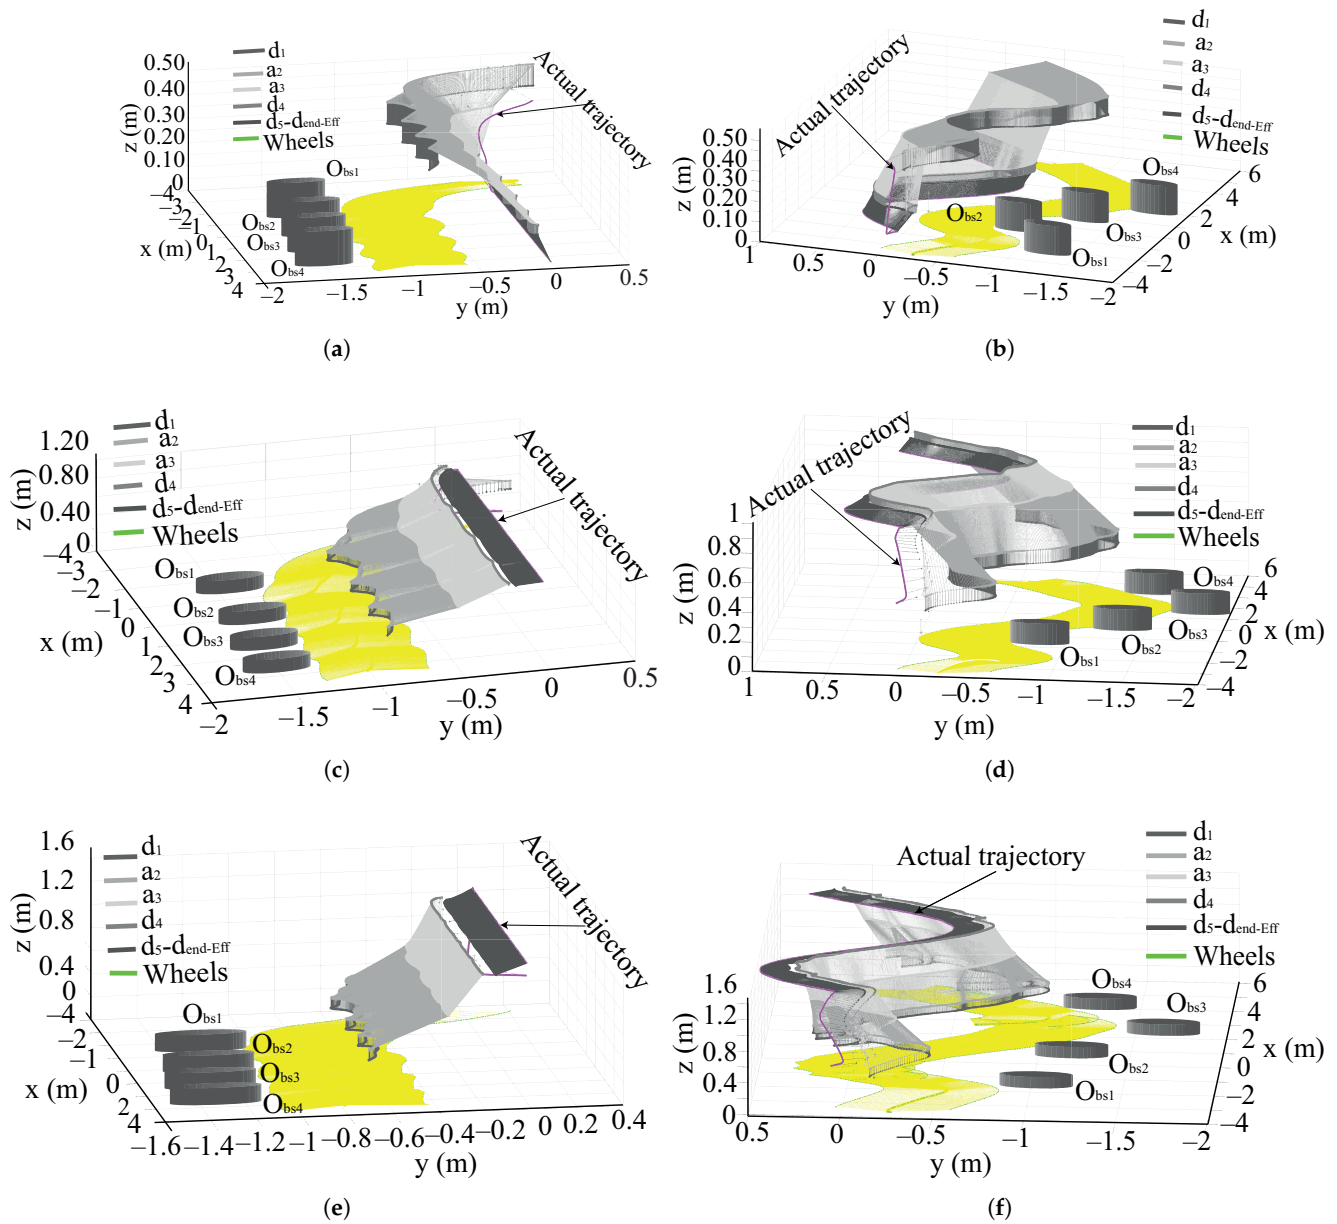 d1
a2
a3
d4
d5-dend-Eff
Wheels
Actual trajectory
z (m)
0.50
0.40
0.30
0.20
0.10
0
Obs1
Obs2
Obs3
Obs4
x (m)
–4
–3
–2
–1
0
1
2
3
4
–2
–1.5
–1
–0.5
0
0.5
y (m)
(a)
d1
a2
a3
d4
d5-dend-Eff
Wheels
Actual trajectory
z (m)
0.50
0.40
0.30
0.20
0.10
0
Obs4
Obs2
Obs3
Obs1
6
4
2
0
–2
–4
x (m)
1
0.5
0
–0.5
–1
–1.5
–2
y (m)
(b)
d1
a2
a3
d4
d5-dend-Eff
Wheels
Actual trajectory
z (m)
1.20
0.80
0.40
0
Obs1
Obs2
Obs3
Obs4
x (m)
–4
–3
–2
–1
0
1
2
3
4
–2
–1.5
–1
–0.5
0
0.5
y (m)
(c)
d1
a2
a3
d4
d5-dend-Eff
Wheels
Actual trajectory
z (m)
1
0.8
0.6
0.4
0.2
0
Obs4
Obs3
Obs2
Obs1
6
4
2
0
–2
–4
x (m)
1
0.5
0
–0.5
–1
–1.5
–2
y (m)
(d)
d1
a2
a3
d4
d5-dend-Eff
Wheels
Actual trajectory
z (m)
1.6
1.2
0.8
0.4
0
Obs1
Obs2
Obs3
Obs4
x (m)
–4
–2
–1
0
2
4
–1.6
–1.4
–1.2
–1
–0.8
–0.6
–0.4
–0.2
0
0.2
0.4
y (m)
(e)
d1
a2
a3
d4
d5-dend-Eff
Wheels
Actual trajectory
z (m)
1.6
1.2
0.8
0.4
0
Obs4
Obs3
Obs2
Obs1
6
4
2
0
–2
–4
x (m)
0.5
0
–0.5
–1
–1.5
–2
y (m)
(f)